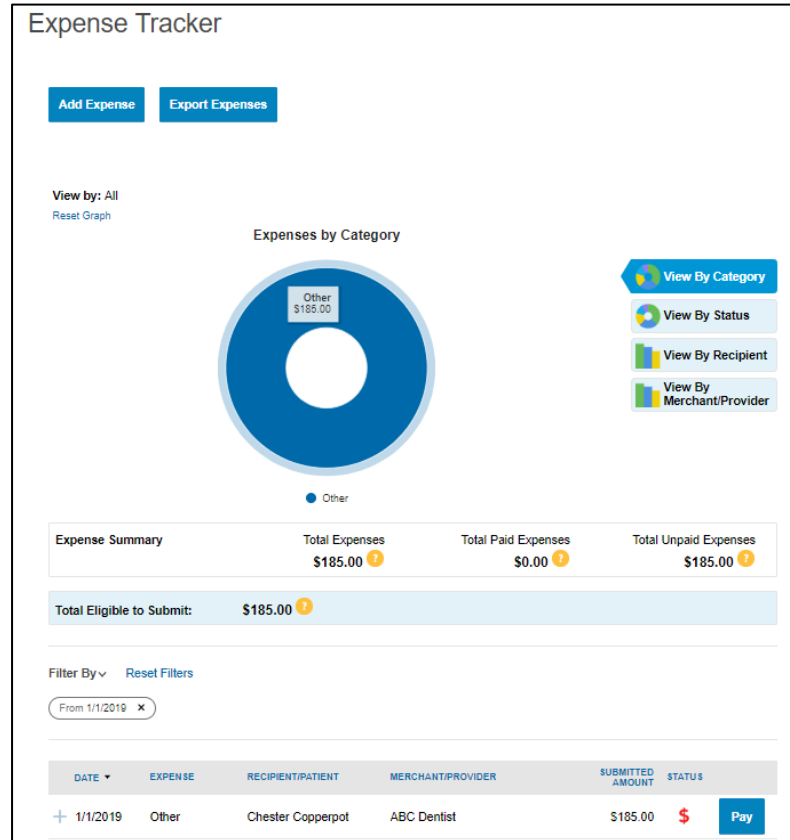 Expense Tracker
Add Expense Export Expenses
View by: All
Reset Graph
Expenses by Category
Other
$185.00
View By Category
View By Status
View By Recipient
View By
Merchant/Provider
Other
Expense Summary Total Expenses Total Paid Expenses Total Unpaid Expenses
$185.00 ? $0.00 ? $185.00 ?
Total Eligible to Submit: $185.00 ?
Filter By Reset Filters
From 1/1/2019 ×
DATE EXPENSE RECIPIENT/PATIENT MERCHANT/PROVIDER SUBMITTED AMOUNT STATUS
+ 1/1/2019 Other Chester Copperpot ABC Dentist $185.00 $ Pay